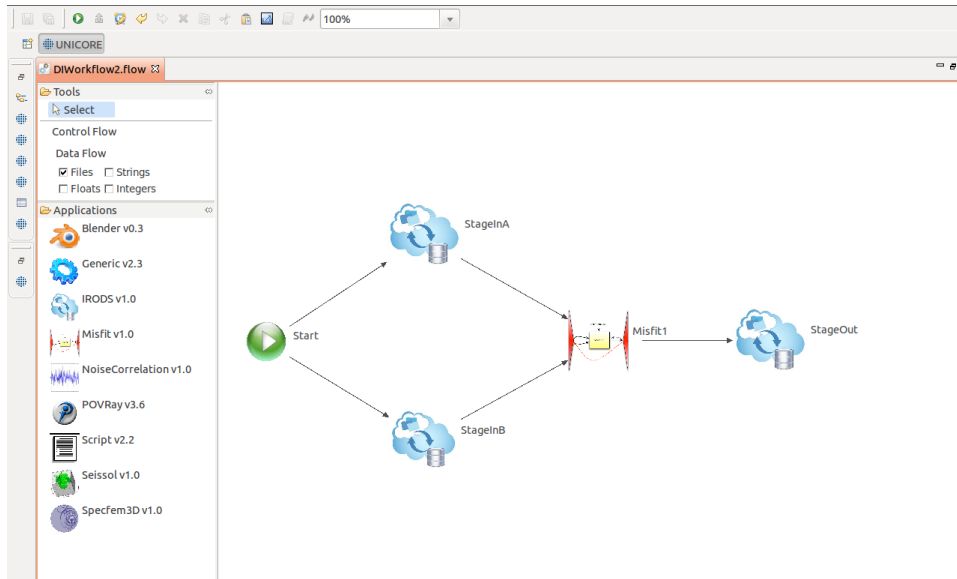 100%
UNICORE
DIWorkflow2.flow
Tools
Select
Control Flow
Data Flow
Files Strings
Floats Integers
Applications
Blender v0.3
Generic v2.3
IRODS v1.0
Misfit v1.0
NoiseCorrelation v1.0
POVRay v3.6
Script v2.2
Seissol v1.0
Specfem3D v1.0
StageInA
Start
Misfit1
StageOut
StageInB